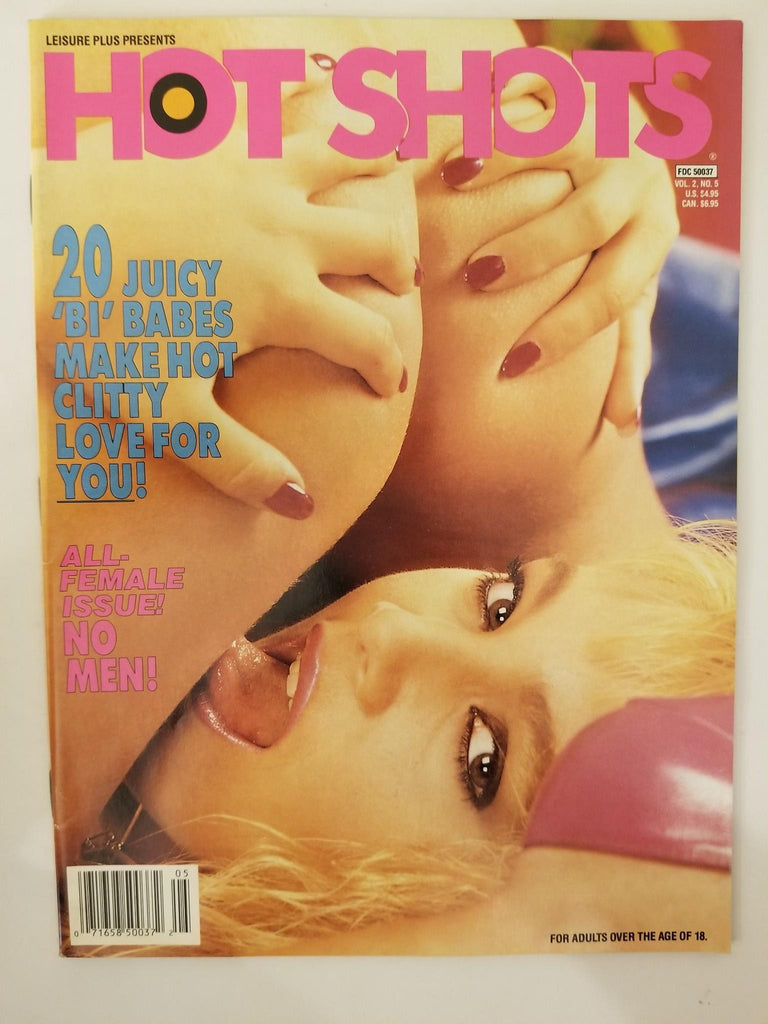 LEISURE PLUS PRESENTS
HOT SHOTS
®
FDC 50037
VOL. 2, NO. 5
U.S. $4.95
CAN. $6.95
20 JUICY
'BI' BABES
MAKE HOT
CLITTY
LOVE FOR
YOU!
ALL-
FEMALE
ISSUE!
NO
MEN!
05
0 71658 50037 2
FOR ADULTS OVER THE AGE OF 18.